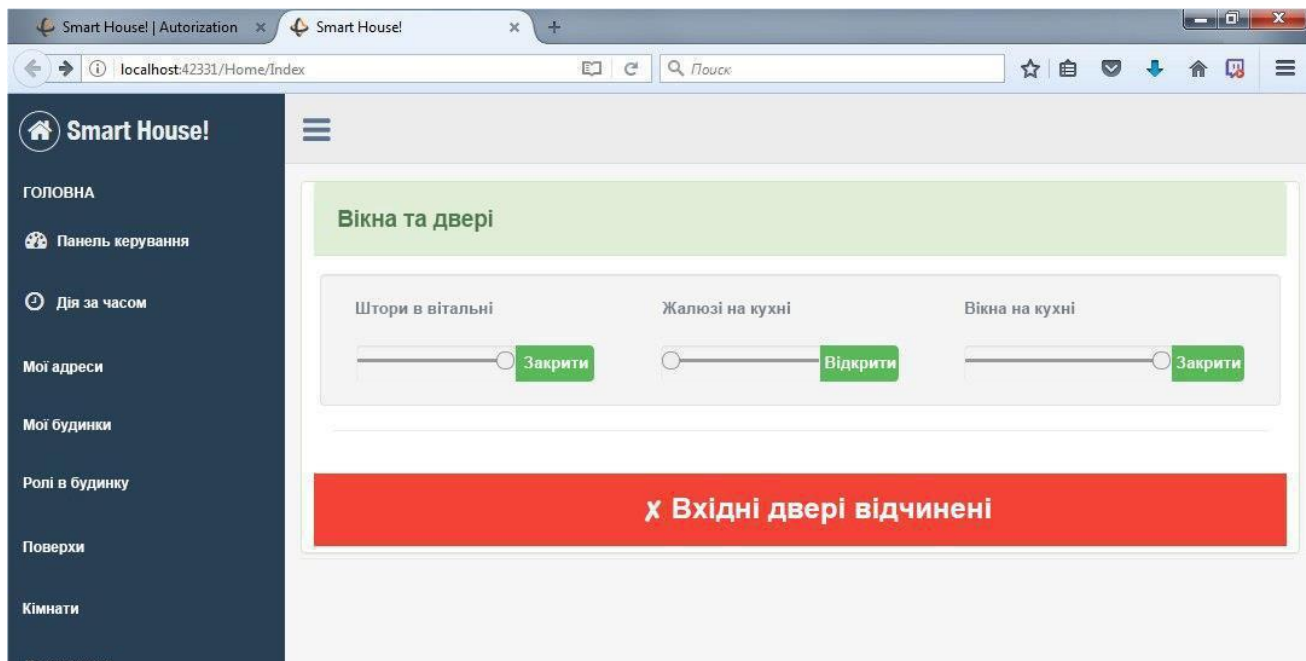 Smart House! | Autorization
Smart House!
localhost:42331/Home/Index
Поиск
Smart House!
ГОЛОВНА
Панель керування
Дія за часом
Мої адреси
Мої будинки
Ролі в будинку
Поверхи
Кімнати
Вікна та двері
Штори в вітальні
Жалюзі на кухні
Вікна на кухні
Закрити
Відкрити
Закрити
✗ Вхідні двері відчинені